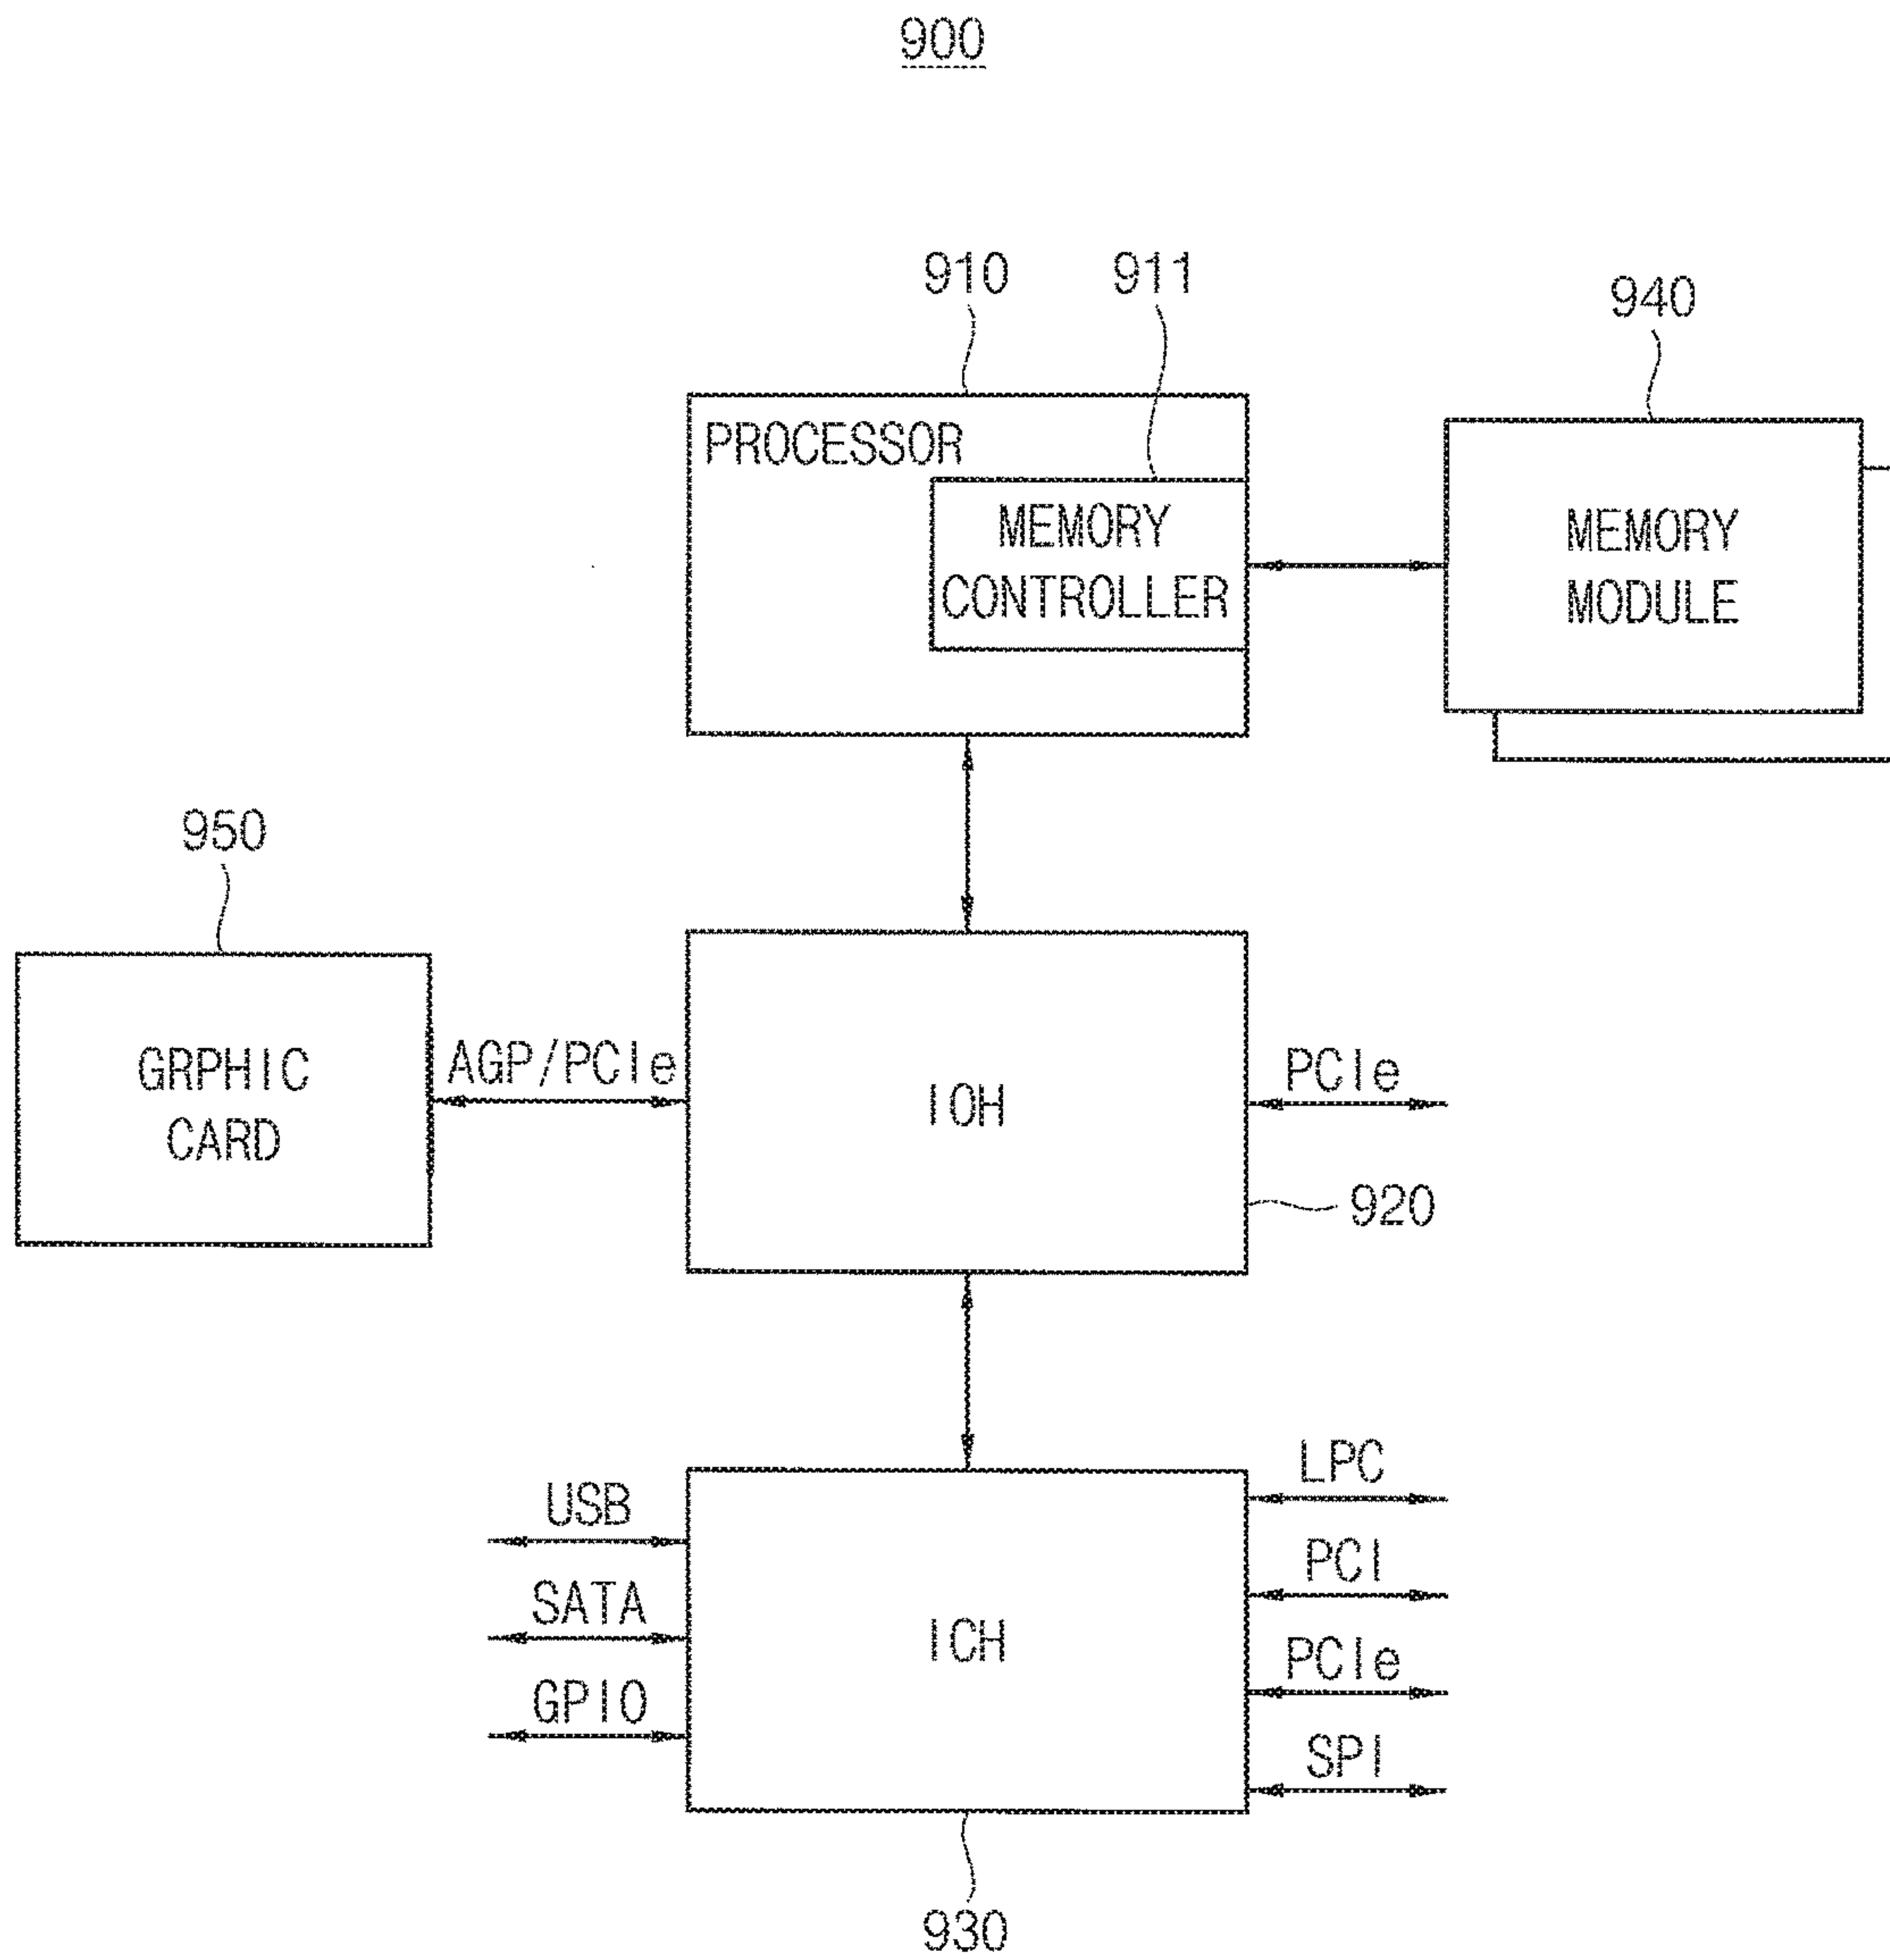 900
910
911
940
PROCESSOR
MEMORY
CONTROLLER
MEMORY
MODULE
950
GRPHIC
CARD
AGP/PCIe
IOH
PCIe
920
LPC
USB
PCI
SATA
ICH
PCIe
GPIO
SPI
930